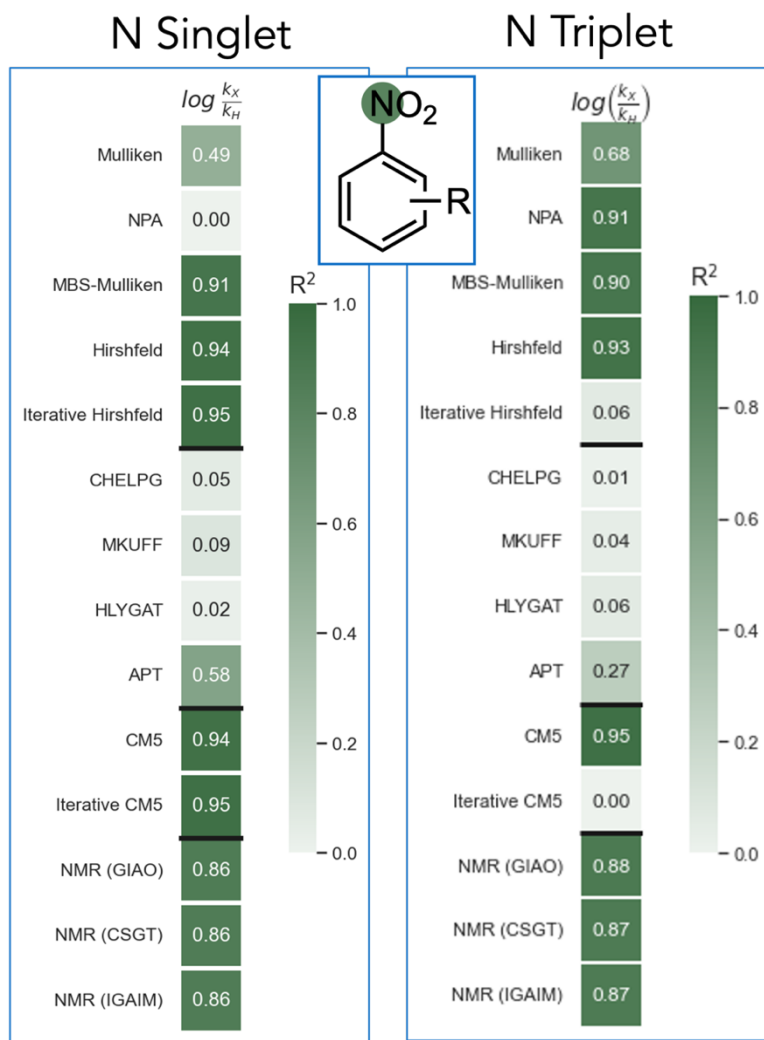 N Singlet
N Triplet
NO2
R
log kX/kH
Mulliken 0.49
NPA 0.00
MBS-Mulliken 0.91
Hirshfeld 0.94
Iterative Hirshfeld 0.95
CHELPG 0.05
MKUFF 0.09
HLYGAT 0.02
APT 0.58
CM5 0.94
Iterative CM5 0.95
NMR (GIAO) 0.86
NMR (CSGT) 0.86
NMR (IGAIM) 0.86
R2
1.0
0.8
0.6
0.4
0.2
0.0
log(kX/kH)
Mulliken 0.68
NPA 0.91
MBS-Mulliken 0.90
Hirshfeld 0.93
Iterative Hirshfeld 0.06
CHELPG 0.01
MKUFF 0.04
HLYGAT 0.06
APT 0.27
CM5 0.95
Iterative CM5 0.00
NMR (GIAO) 0.88
NMR (CSGT) 0.87
NMR (IGAIM) 0.87
R2
1.0
0.8
0.6
0.4
0.2
0.0